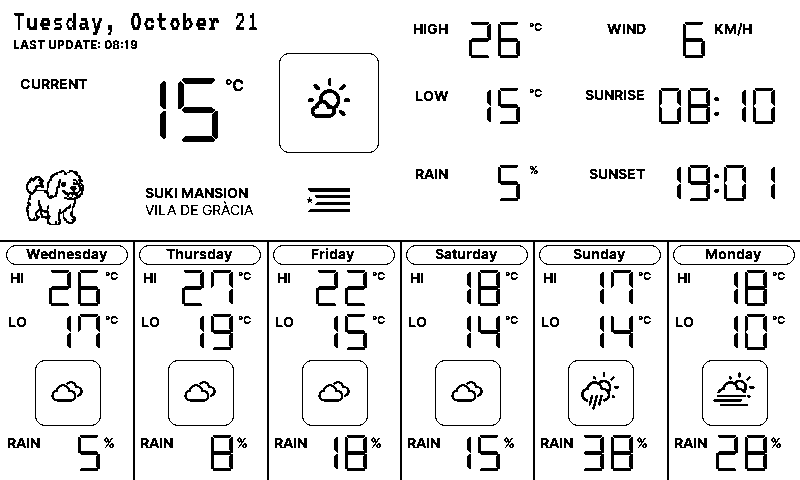 Tuesday, October 21
LAST UPDATE: 08:19
CURRENT
15 °C
SUKI MANSION
VILA DE GRÀCIA
HIGH 26 °C
LOW 15 °C
RAIN 5 %
WIND 6 KM/H
SUNRISE 08:10
SUNSET 19:01
Wednesday
HI 26 °C
LO 17 °C
RAIN 5 %
Thursday
HI 27 °C
LO 19 °C
RAIN 8 %
Friday
HI 22 °C
LO 15 °C
RAIN 18 %
Saturday
HI 18 °C
LO 14 °C
RAIN 15 %
Sunday
HI 17 °C
LO 14 °C
RAIN 38 %
Monday
HI 18 °C
LO 10 °C
RAIN 28 %